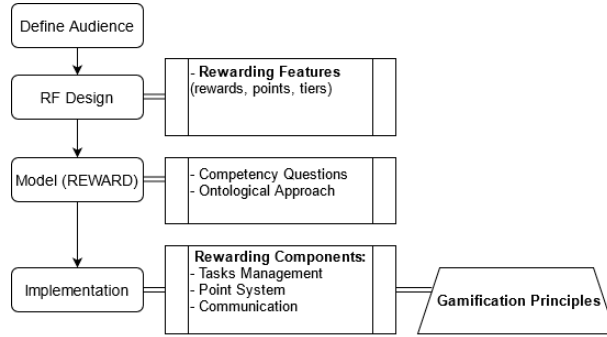 Define Audience
RF Design
- Rewarding Features
(rewards, points, tiers)
Model (REWARD)
- Competency Questions
- Ontological Approach
Implementation
Rewarding Components:
- Tasks Management
- Point System
- Communication
Gamification Principles